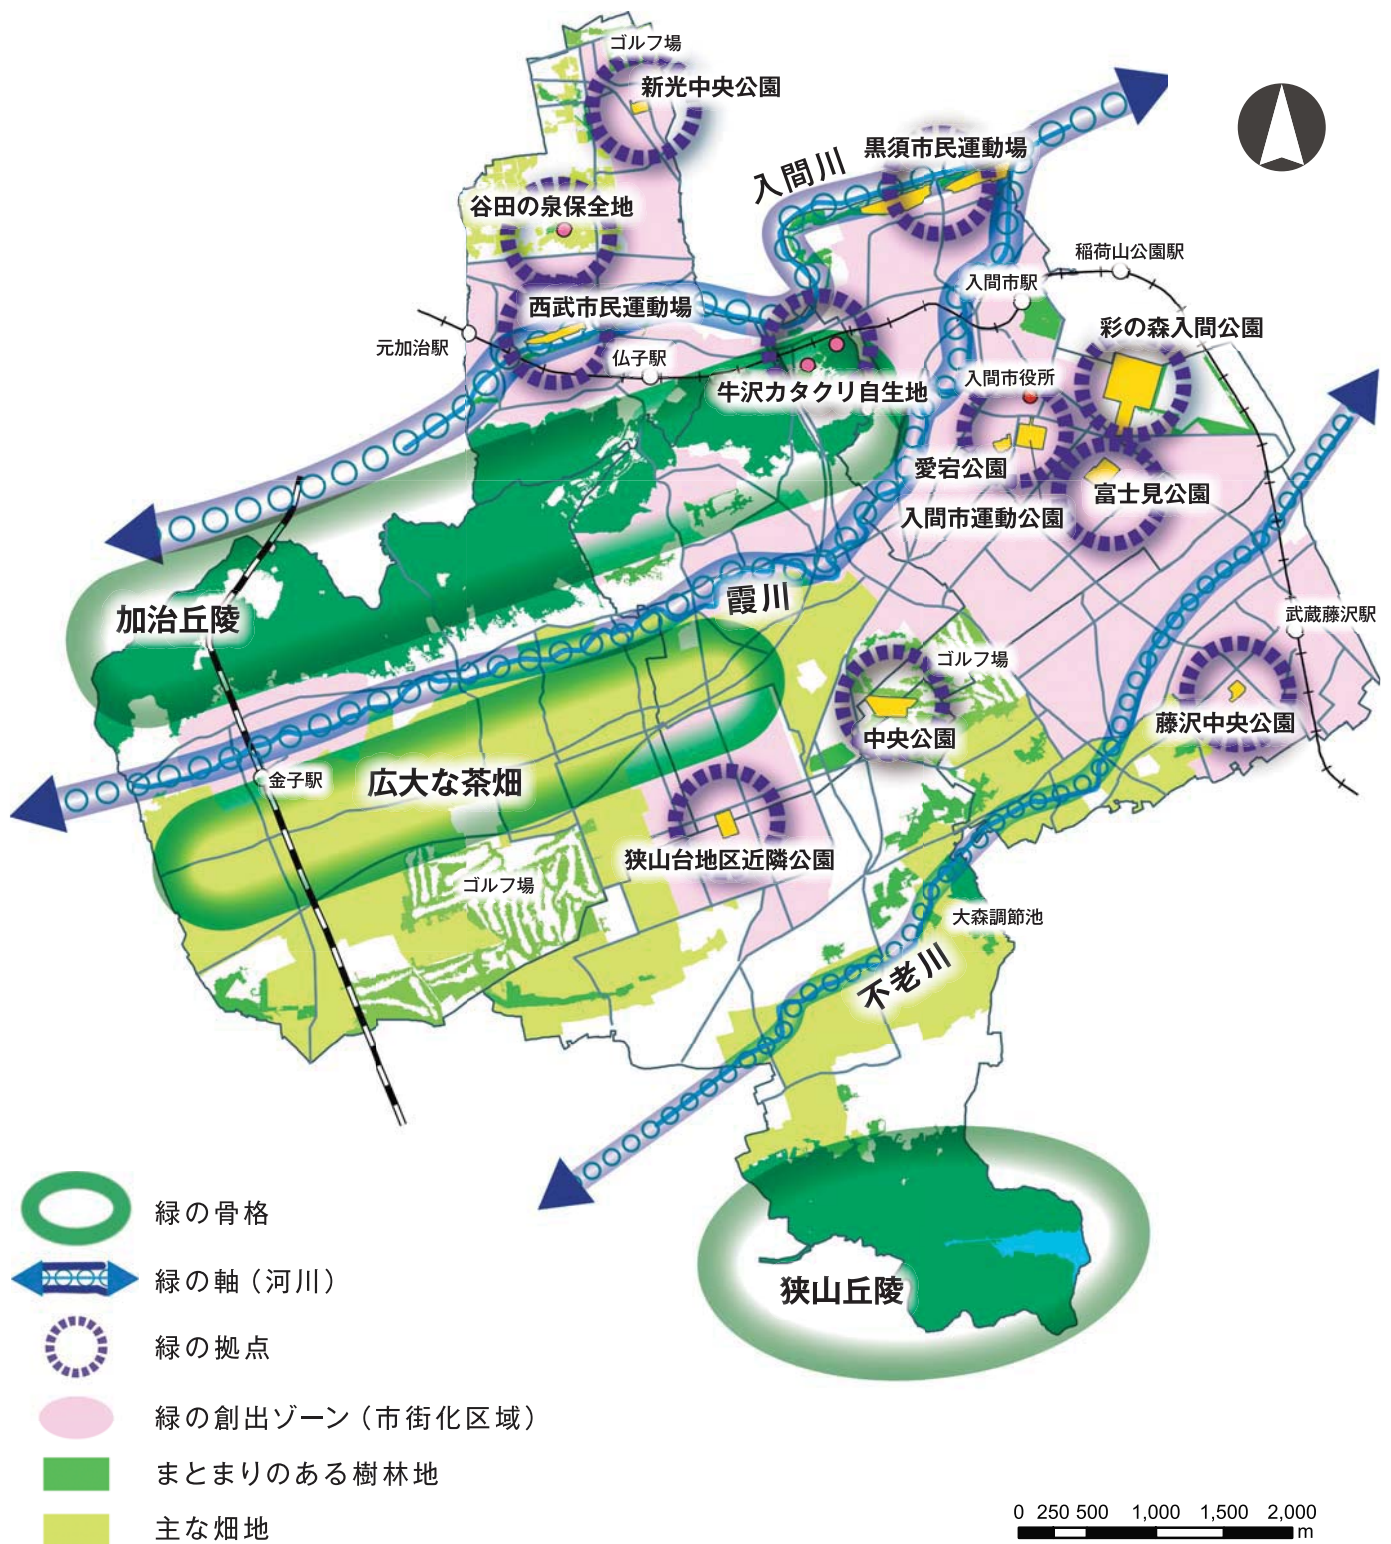 ゴルフ場
新光中央公園
黒須市民運動場
入間川
谷田の泉保全地
稲荷山公園駅
入間市駅
西武市民運動場
彩の森入間公園
元加治駅
仏子駅
入間市役所
牛沢カタクリ自生地
愛宕公園
富士見公園
入間市運動公園
霞川
加治丘陵
武蔵藤沢駅
ゴルフ場
藤沢中央公園
中央公園
金子駅
広大な茶畑
狭山台地区近隣公園
ゴルフ場
大森調節池
不老川
狭山丘陵
緑の骨格
緑の軸（河川）
緑の拠点
緑の創出ゾーン（市街化区域）
まとまりのある樹林地
主な畑地
0 250 500 1,000 1,500 2,000
m